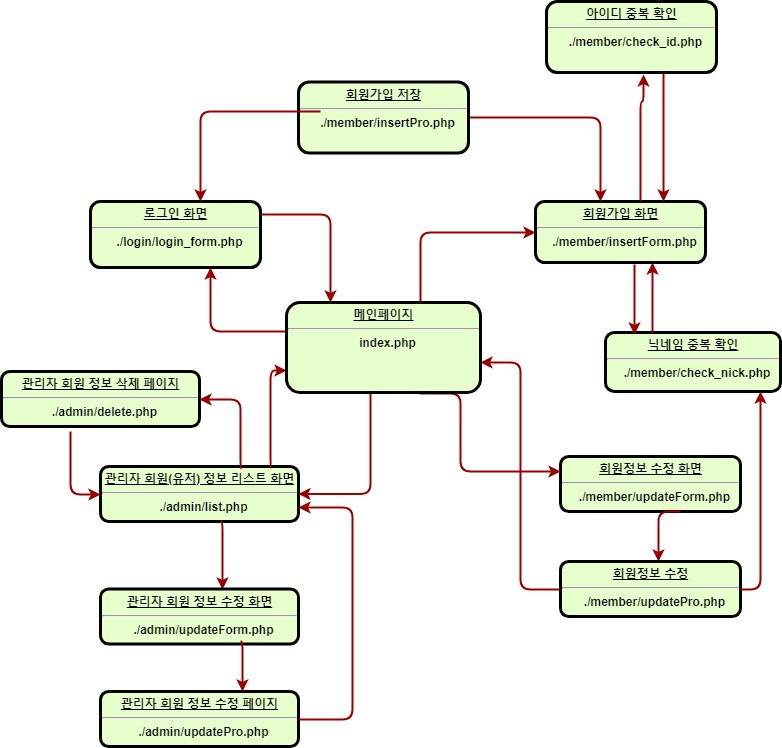 아이디 중복 확인
./member/check_id.php
회원가입 저장
./member/insertPro.php
로그인 화면
./login/login_form.php
회원가입 화면
./member/insertForm.php
메인페이지
index.php
닉네임 중복 확인
./member/check_nick.php
관리자 회원 정보 삭제 페이지
./admin/delete.php
관리자 회원(유저) 정보 리스트 화면
./admin/list.php
회원정보 수정 화면
./member/updateForm.php
회원정보 수정
./member/updatePro.php
관리자 회원 정보 수정 화면
./admin/updateForm.php
관리자 회원 정보 수정 페이지
./admin/updatePro.php